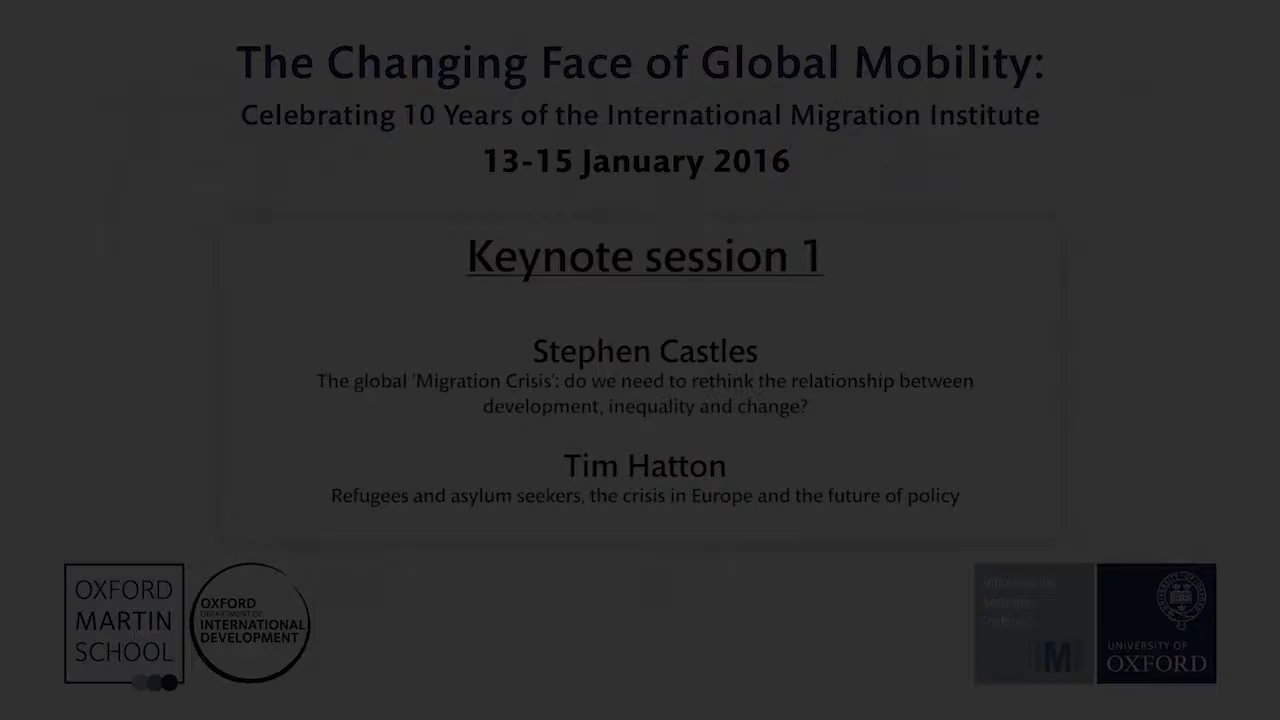 The Changing Face of Global Mobility:
Celebrating 10 Years of the International Migration Institute
13-15 January 2016
Keynote session 1
Stephen Castles
The global 'Migration Crisis': do we need to rethink the relationship between
development, inequality and change?
Tim Hatton
Refugees and asylum seekers, the crisis in Europe and the future of policy
OXFORD
MARTIN
SCHOOL
OXFORD
DEPARTMENT OF
INTERNATIONAL
DEVELOPMENT
International
Migration
Institute
M
UNIVERSITY OF
OXFORD